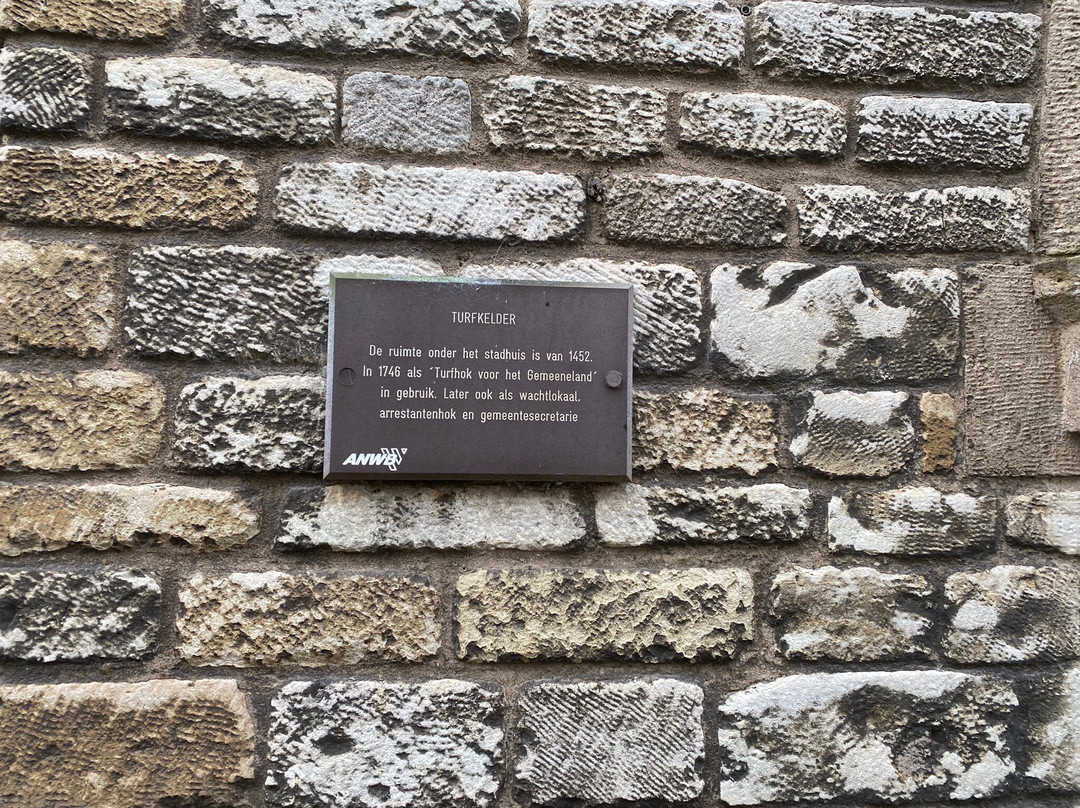 TURFKELDER
De ruimte onder het stadhuis is van 1452.
In 1746 als ´Turfhok voor het Gemeeneland´
in gebruik. Later ook als wachtlokaal,
arrestantenhok en gemeentesecretarie
ANWB